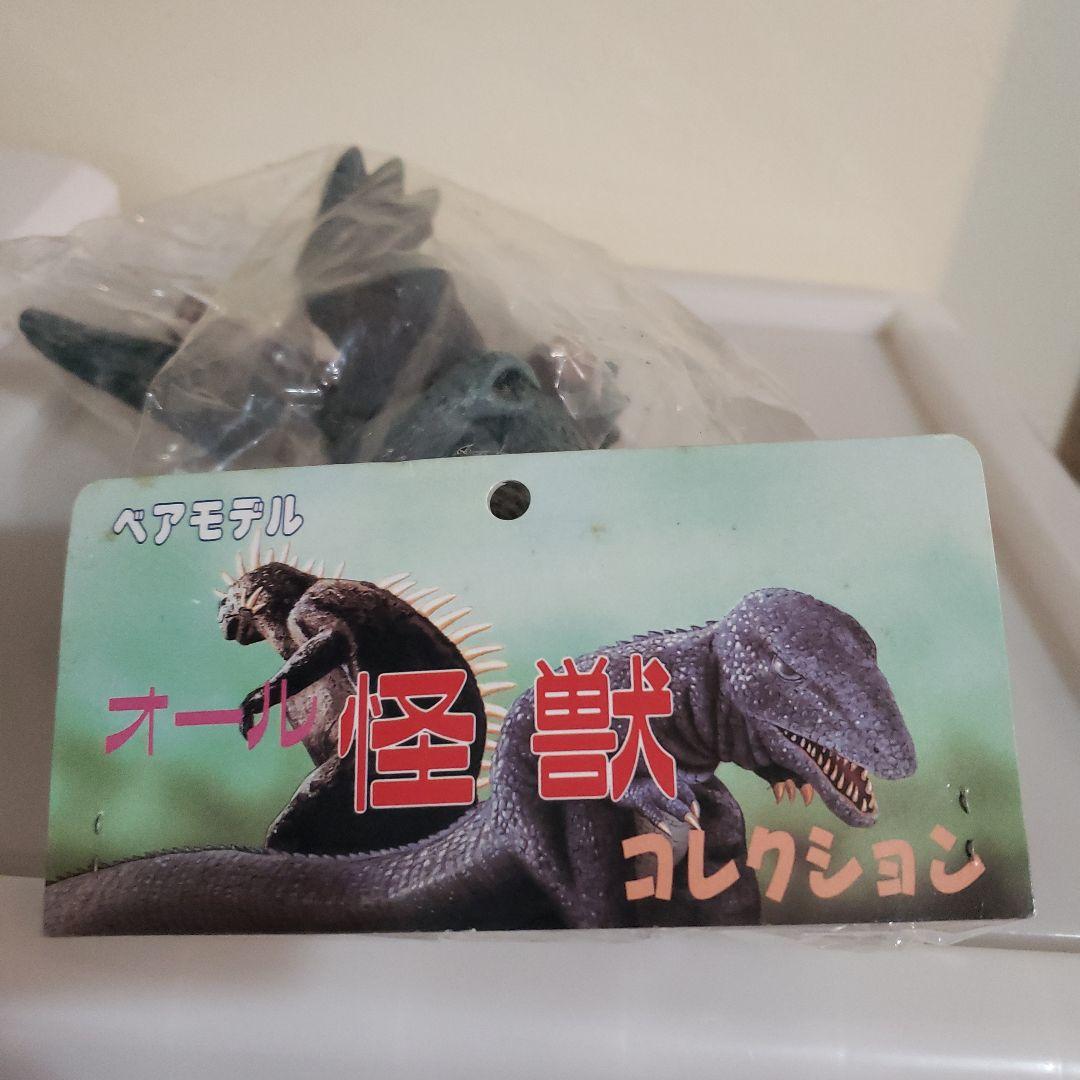 ベアモデル
オール怪獣
コレクション